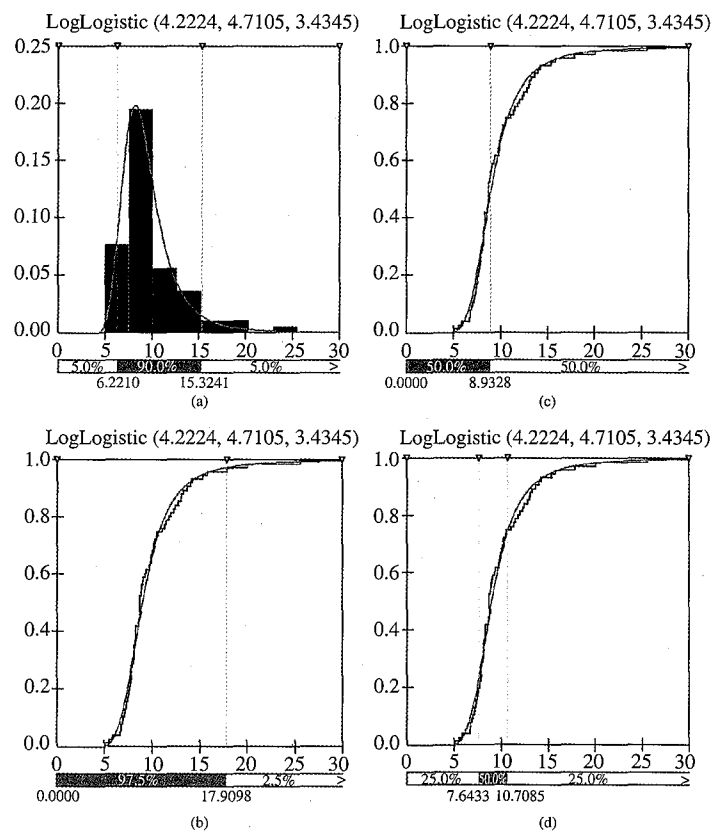 LogLogistic (4.2224, 4.7105, 3.4345)
0.25
0.20
0.15
0.10
0.05
0.00
0 5 10 15 20 25 30
5.0% 90.0% 5.0% >
6.2210 15.3241
(a)
LogLogistic (4.2224, 4.7105, 3.4345)
1.0
0.8
0.6
0.4
0.2
0.0
0 5 10 15 20 25 30
50.0% 50.0% >
0.0000 8.9328
(c)
LogLogistic (4.2224, 4.7105, 3.4345)
1.0
0.8
0.6
0.4
0.2
0.0
0 5 10 15 20 25 30
97.5% 2.5% >
0.0000 17.9098
(b)
LogLogistic (4.2224, 4.7105, 3.4345)
1.0
0.8
0.6
0.4
0.2
0.0
0 5 10 15 20 25 30
25.0% 50.0% 25.0% >
7.6433 10.7085
(d)